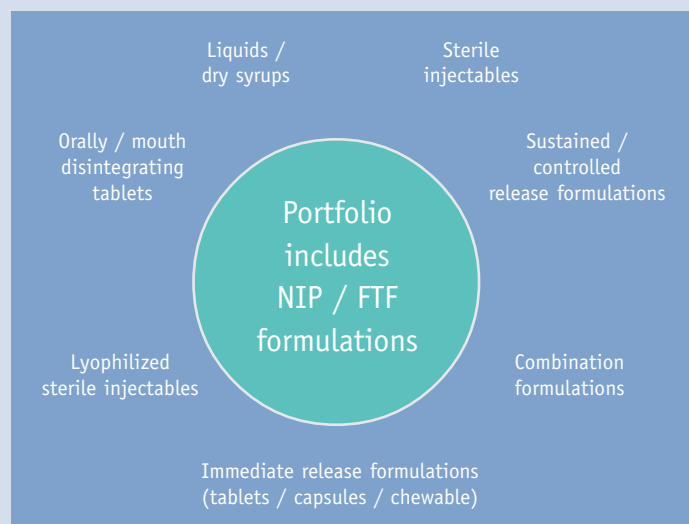 Liquids /
dry syrups
Sterile
injectables
Orally / mouth
disintegrating
tablets
Sustained /
controlled
release formulations
Portfolio
includes
NIP / FTF
formulations
Lyophilized
sterile injectables
Combination
formulations
Immediate release formulations
(tablets / capsules / chewable)